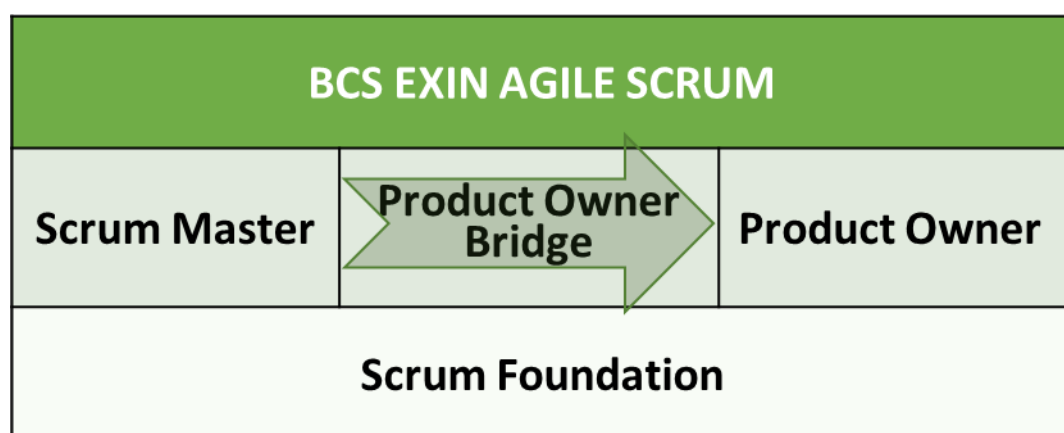 BCS EXIN AGILE SCRUM
Scrum Master
Product Owner
Bridge
Product Owner
Scrum Foundation